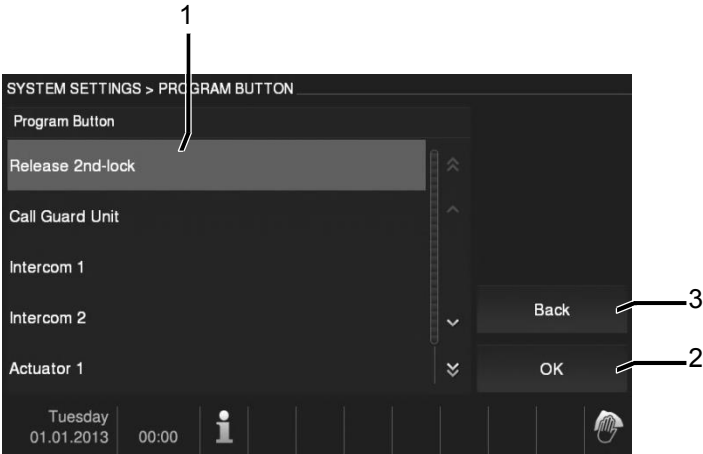 1
SYSTEM SETTINGS > PROGRAM BUTTON
Program Button
Release 2nd-lock
Call Guard Unit
Intercom 1
Intercom 2
Back
3
Actuator 1
OK
2
Tuesday
01.01.2013
00:00
i